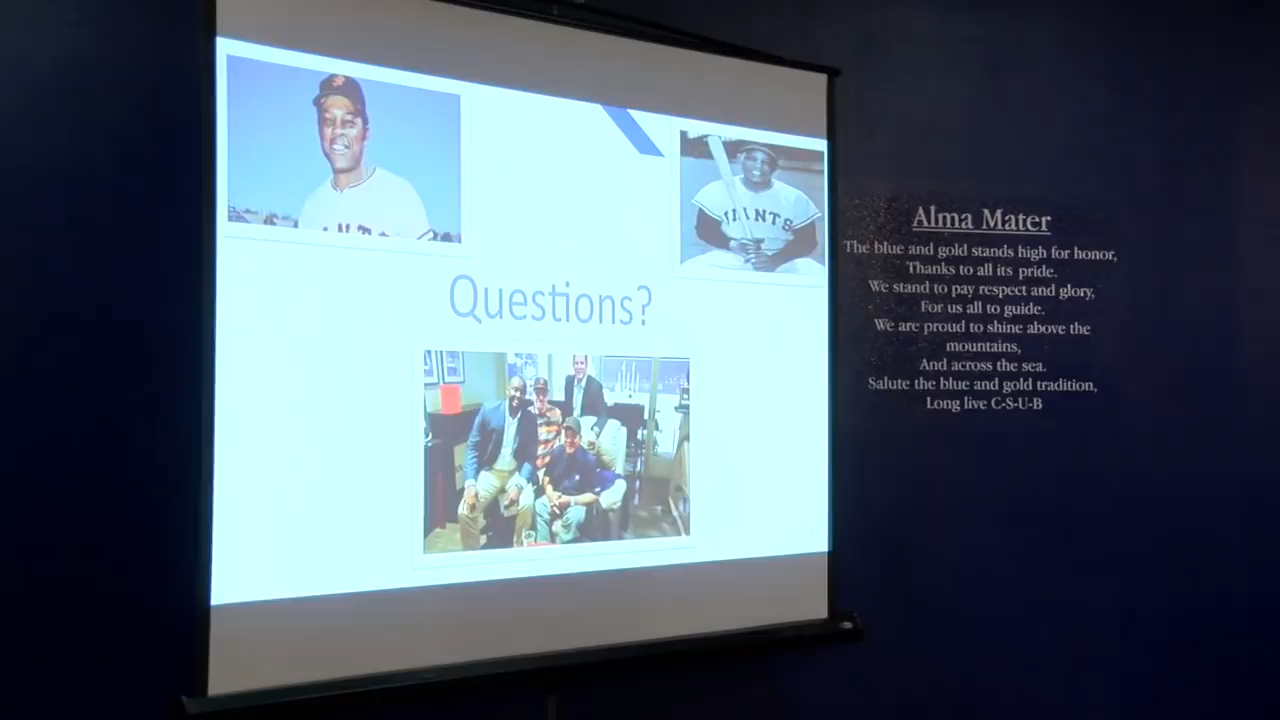 Questions?
GIANTS
Alma Mater
The blue and gold stands high for honor,
Thanks to all its pride.
We stand to pay respect and glory,
For us all to guide.
We are proud to shine above the
mountains,
And across the sea.
Salute the blue and gold tradition,
Long live C-S-U-B